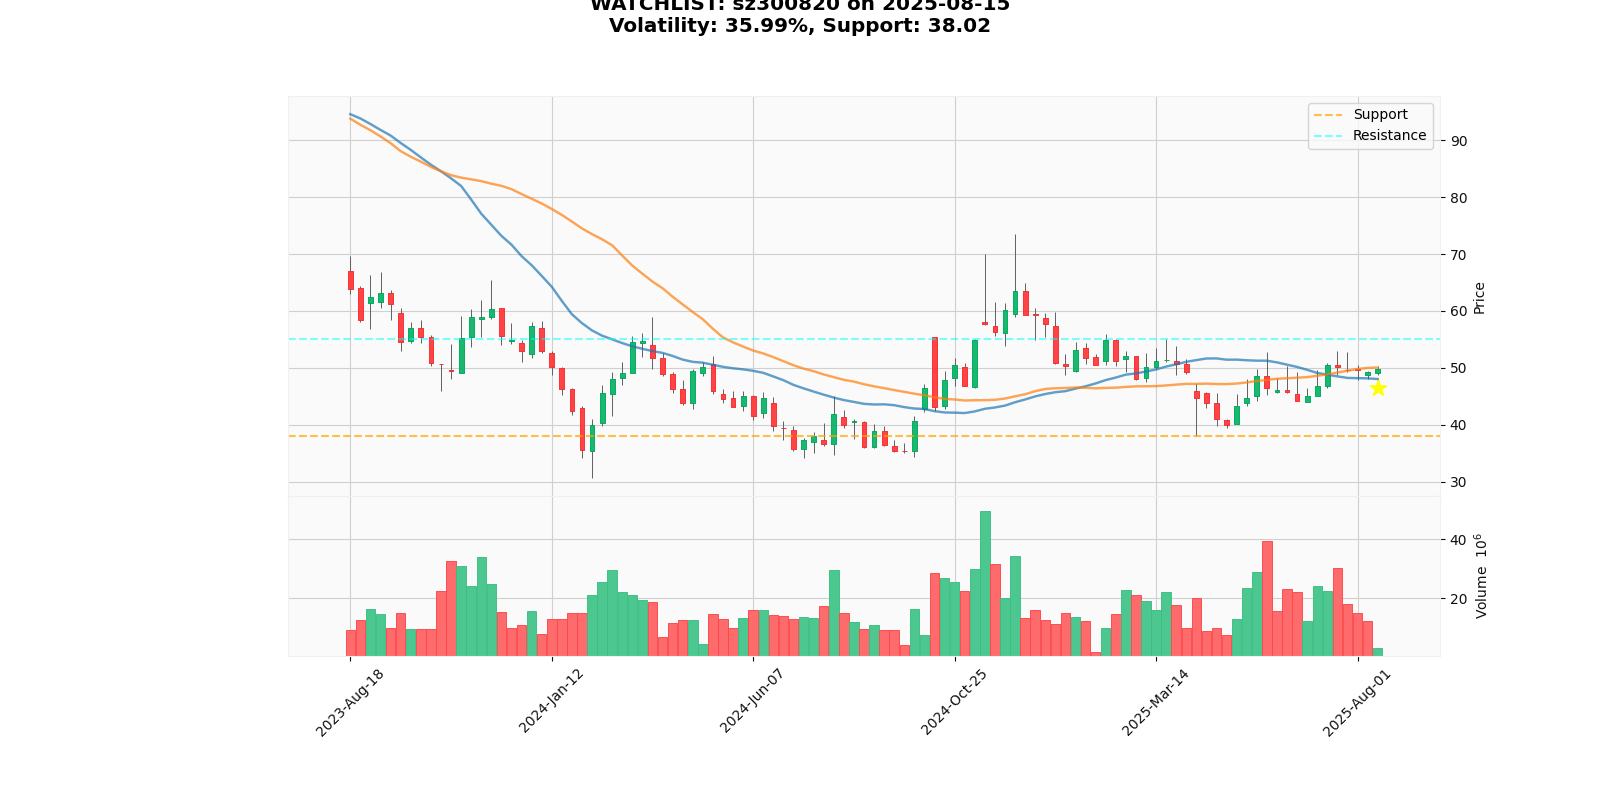 WATCHLIST: sz300820 on 2025-08-15
Volatility: 35.99%, Support: 38.02
Support
Resistance
90
80
70
60
50
40
30
Price
40
20
Volume 10^6
2023-Aug-18
2024-Jan-12
2024-Jun-07
2024-Oct-25
2025-Mar-14
2025-Aug-01